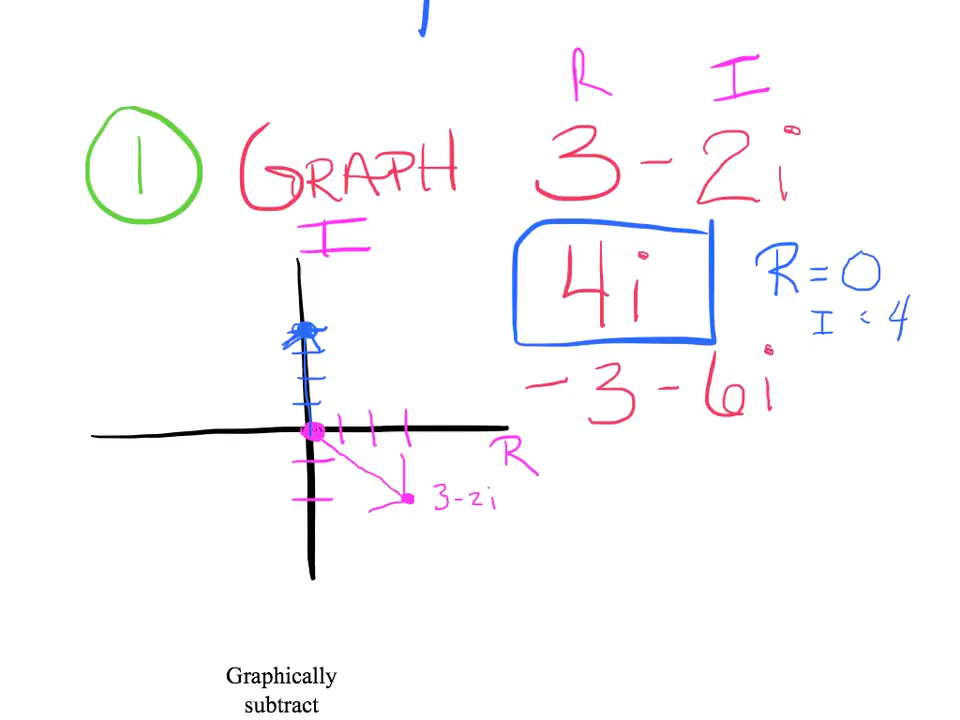 R I
1 GRAPH 3 - 2i
I
4i R = 0
I = 4
- 3 - 6i
R
3-2i
Graphically
subtract